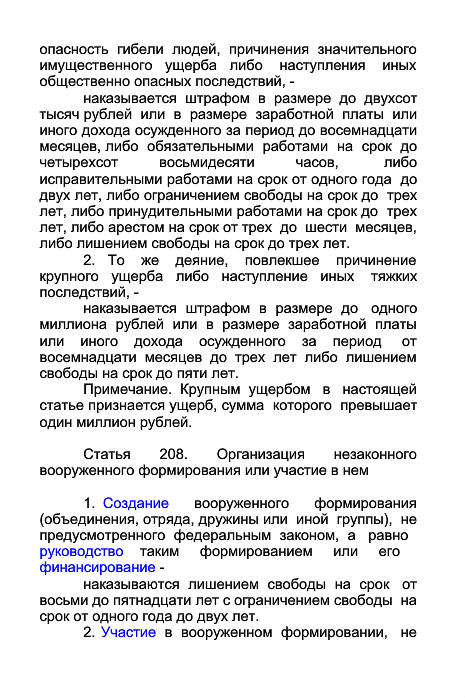 опасность гибели людей, причинения значительного
имущественного ущерба либо наступления иных
общественно опасных последствий, -
наказывается штрафом в размере до двухсот
тысяч рублей или в размере заработной платы или
иного дохода осужденного за период до восемнадцати
месяцев, либо обязательными работами на срок до
четырехсот восьмидесяти часов, либо
исправительными работами на срок от одного года до
двух лет, либо ограничением свободы на срок до трех
лет, либо принудительными работами на срок до трех
лет, либо арестом на срок от трех до шести месяцев,
либо лишением свободы на срок до трех лет.
2. То же деяние, повлекшее причинение
крупного ущерба либо наступление иных тяжких
последствий, -
наказывается штрафом в размере до одного
миллиона рублей или в размере заработной платы
или иного дохода осужденного за период от
восемнадцати месяцев до трех лет либо лишением
свободы на срок до пяти лет.
Примечание. Крупным ущербом в настоящей
статье признается ущерб, сумма которого превышает
один миллион рублей.
Статья 208. Организация незаконного
вооруженного формирования или участие в нем
1. Создание вооруженного формирования
(объединения, отряда, дружины или иной группы), не
предусмотренного федеральным законом, а равно
руководство таким формированием или его
финансирование -
наказываются лишением свободы на срок от
восьми до пятнадцати лет с ограничением свободы на
срок от одного года до двух лет.
2. Участие в вооруженном формировании, не